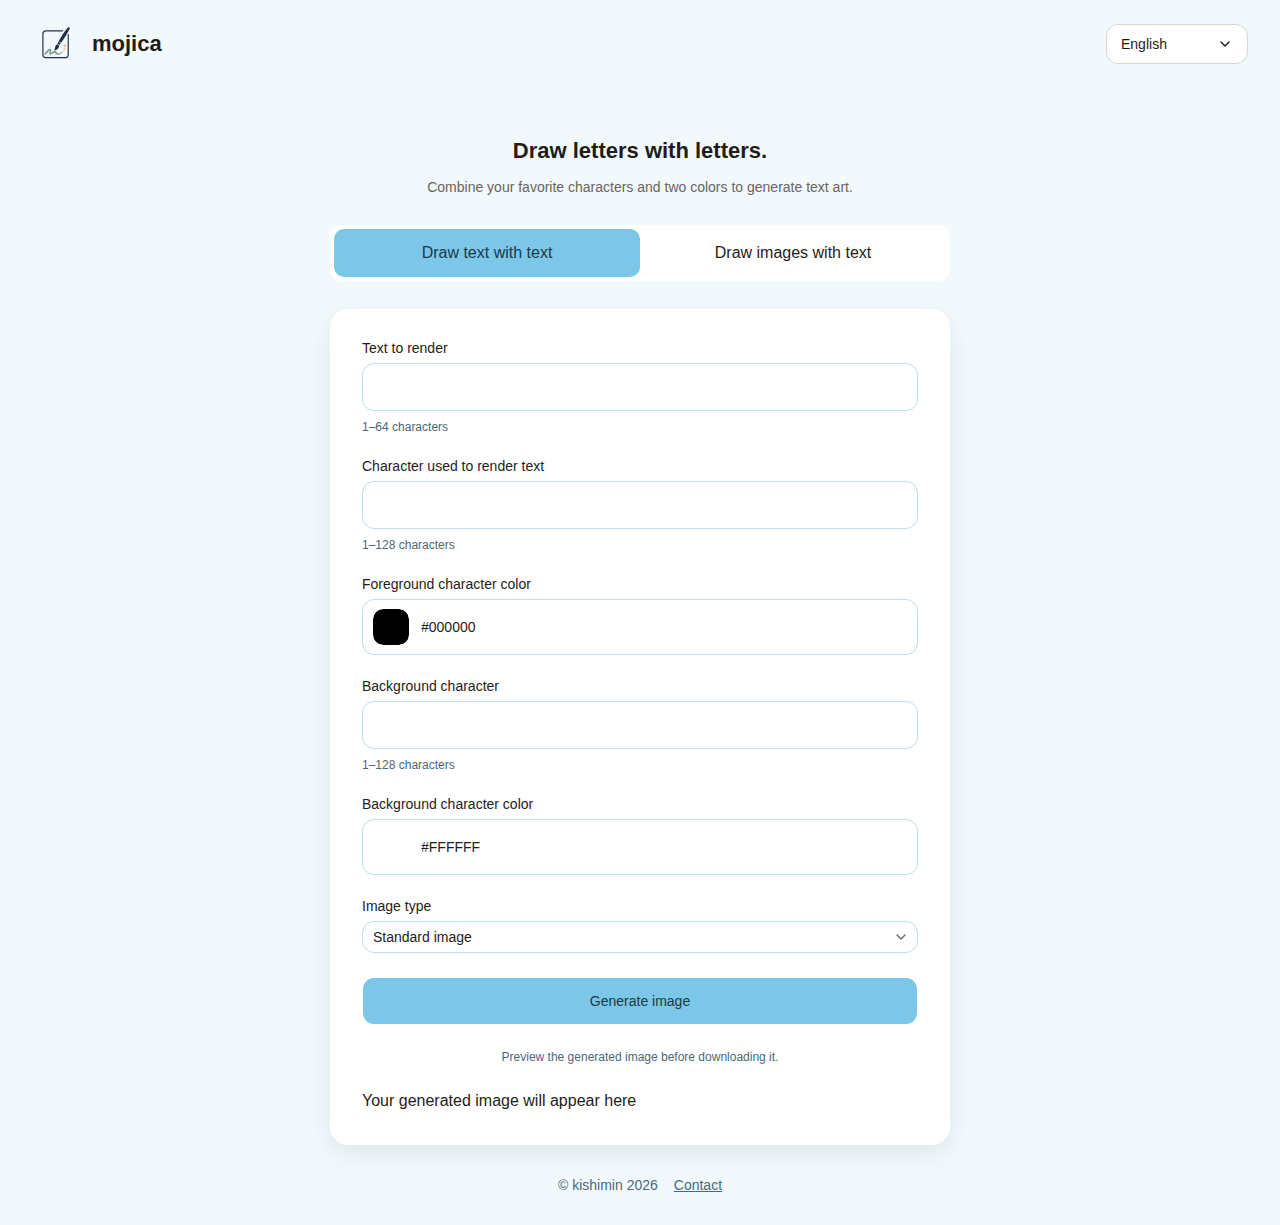 mojica
English
Draw letters with letters.
Combine your favorite characters and two colors to generate text art.
Draw text with text
Draw images with text
Text to render
1–64 characters
Character used to render text
1–128 characters
Foreground character color
#000000
Background character
1–128 characters
Background character color
#FFFFFF
Image type
Standard image
Generate image
Preview the generated image before downloading it.
Your generated image will appear here
© kishimin 2026 Contact